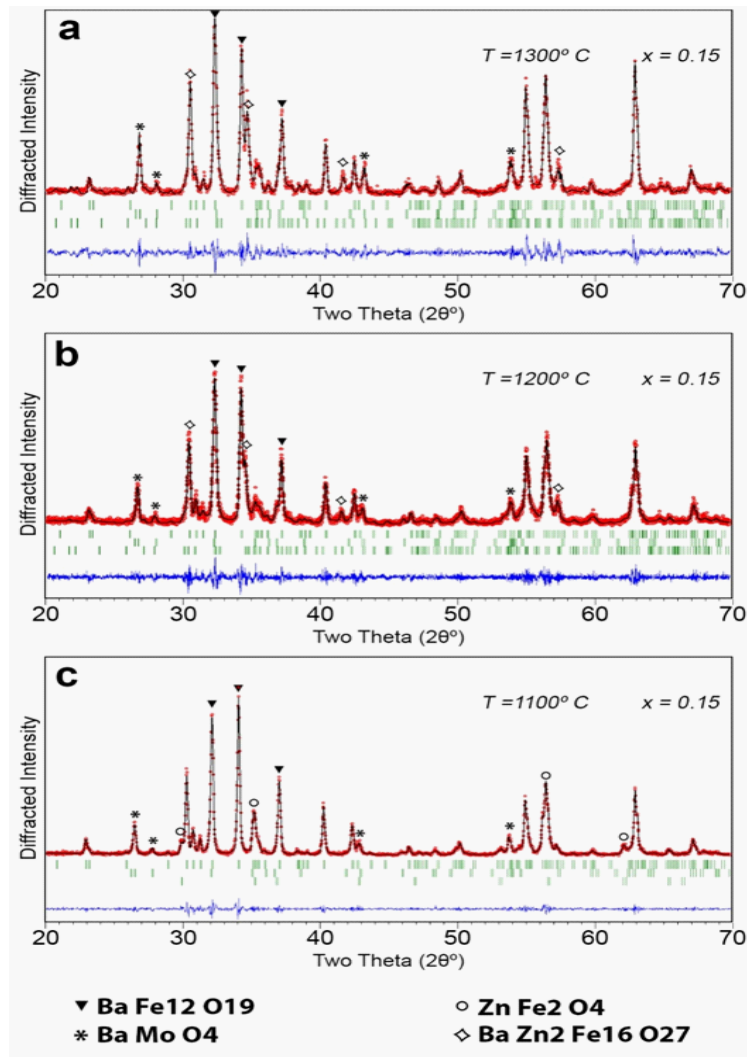 a
T =1300º C x = 0.15
Diffracted Intensity
20 30 40 50 60 70
Two Theta (2θº)
b
T =1200º C x = 0.15
Diffracted Intensity
20 30 40 50 60 70
Two Theta (2θº)
c
T =1100º C x = 0.15
Diffracted Intensity
20 30 40 50 60 70
Two Theta (2θº)
▼ Ba Fe12 O19 ○ Zn Fe2 O4
* Ba Mo O4 ◇ Ba Zn2 Fe16 O27